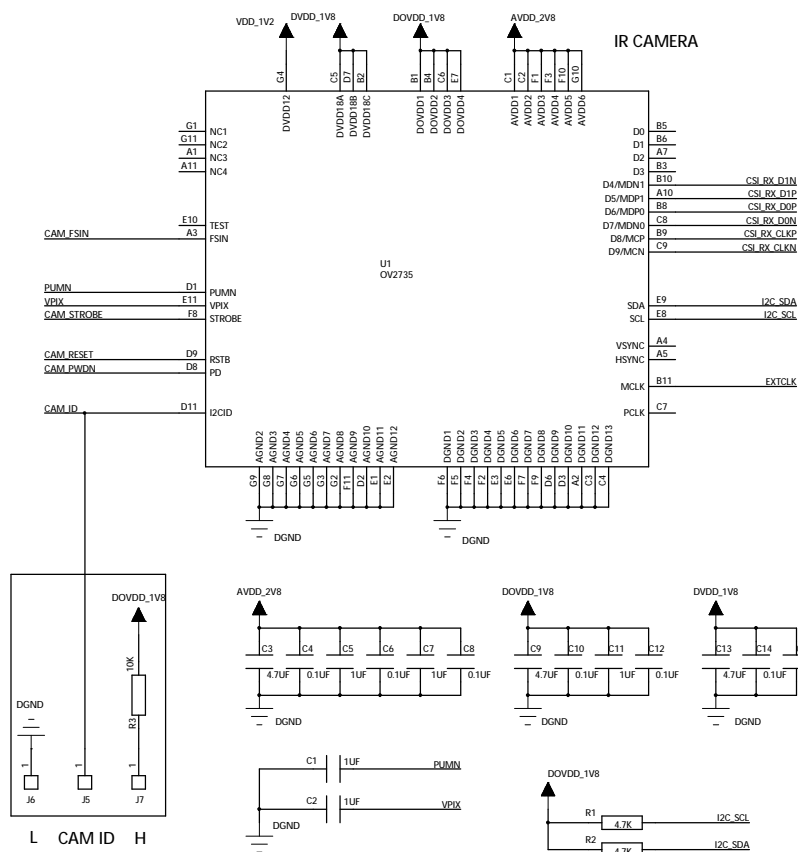 VDD_1V2 DVDD_1V8 DOVDD_1V8 AVDD_2V8
IR CAMERA
G4 C5 D7 B2 B1 B4 C6 E7 C1 C2 F1 F3 F10 G10
DVDD12 DVDD18A DVDD18B DVDD18C DOVDD1 DOVDD2 DOVDD3 DOVDD4 AVDD1 AVDD2 AVDD3 AVDD4 AVDD5 AVDD6
G1 NC1
G11 NC2
A1 NC3
A11 NC4
E10 TEST
CAM_FSIN A3 FSIN
PUMN D1 PUMN
VPIX E11 VPIX
CAM_STROBE F8 STROBE
CAM_RESET D9 RSTB
CAM_PWDN D8 PD
CAM_ID D11 I2CID
U1
OV2735
D0 B5
D1 B6
D2 A7
D3 B3
D4/MDN1 B10 CSI_RX_D1N
D5/MDP1 A10 CSI_RX_D1P
D6/MDP0 B8 CSI_RX_D0P
D7/MDN0 C8 CSI_RX_D0N
D8/MCP B9 CSI_RX_CLKP
D9/MCN C9 CSI_RX_CLKN
SDA E9 I2C_SDA
SCL E8 I2C_SCL
VSYNC A4
HSYNC A5
MCLK B11 EXTCLK
PCLK C7
AGND2 AGND3 AGND4 AGND5 AGND6 AGND7 AGND8 AGND9 AGND10 AGND11 AGND12
G9 G8 G7 G6 G5 G3 G2 F11 D2 E1 E2
DGND1 DGND2 DGND3 DGND4 DGND5 DGND6 DGND7 DGND8 DGND9 DGND10 DGND11 DGND12 DGND13
F6 F5 F4 F2 E3 E6 F7 F9 D6 D3 A2 C3 C4
DGND
DGND
DOVDD_1V8
10K
R3
DGND
1 1 1
J6 J5 J7
L CAM ID H
AVDD_2V8
C3 C4 C5 C6 C7 C8
4.7UF 0.1UF 1UF 0.1UF 1UF 0.1UF
DGND
DOVDD_1V8
C9 C10 C11 C12
4.7UF 0.1UF 1UF 0.1UF
DGND
DVDD_1V8
C13 C14
4.7UF 0.1UF
DGND
C1 1UF PUMN
C2 1UF VPIX
DGND
DOVDD_1V8
R1 4.7K I2C_SCL
R2 4.7K I2C_SDA